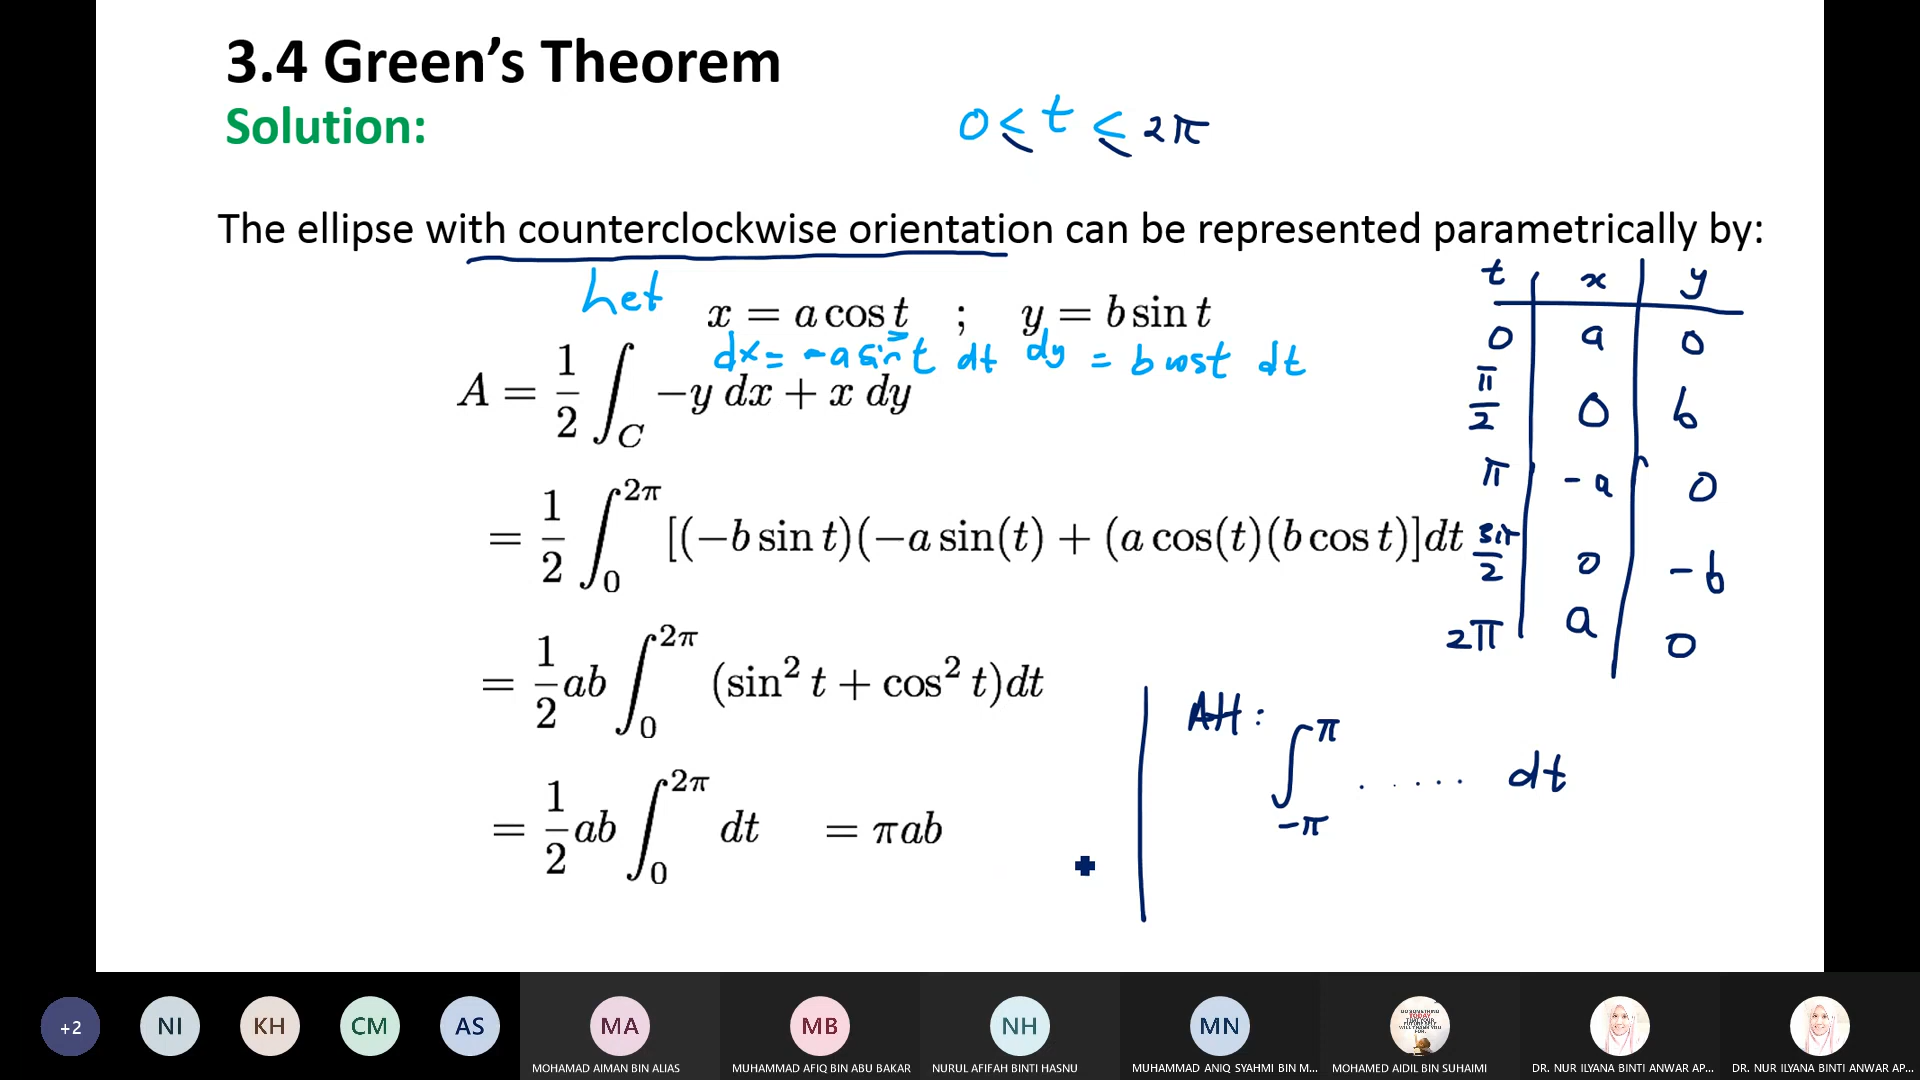 3.4 Green's Theorem
Solution:
0 ≤ t ≤ 2π
The ellipse with counterclockwise orientation can be represented parametrically by:
Let x = a cos t ; y = b sin t
dx = -a sin t dt dy = b cos t dt
A = 1/2 ∫_C −y dx + x dy
= 1/2 ∫_0^{2π} [(−b sin t)(−a sin(t) + (a cos(t)(b cos t)]dt
= 1/2 ab ∫_0^{2π} (sin² t + cos² t)dt
= 1/2 ab ∫_0^{2π} dt = πab
t x y
0 a 0
π/2 0 b
π -a 0
3π/2 0 -b
2π a 0
Alt : ∫_{-π}^{π} ..... dt
+2 NI KH CM AS MA MB NH MN
MOHAMAD AIMAN BIN ALIAS
MUHAMMAD AFIQ BIN ABU BAKAR
NURUL AFIFAH BINTI HASNU
MUHAMMAD ANIQ SYAHMI BIN M...
MOHAMED AIDIL BIN SUHAIMI
DR. NUR ILYANA BINTI ANWAR AP...
DR. NUR ILYANA BINTI ANWAR AP...